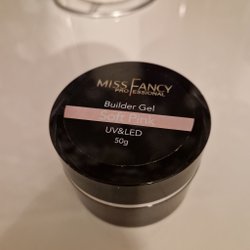 MISS FANCY
PROFESSIONAL
Builder Gel
Soft Pink
UV&LED
50g